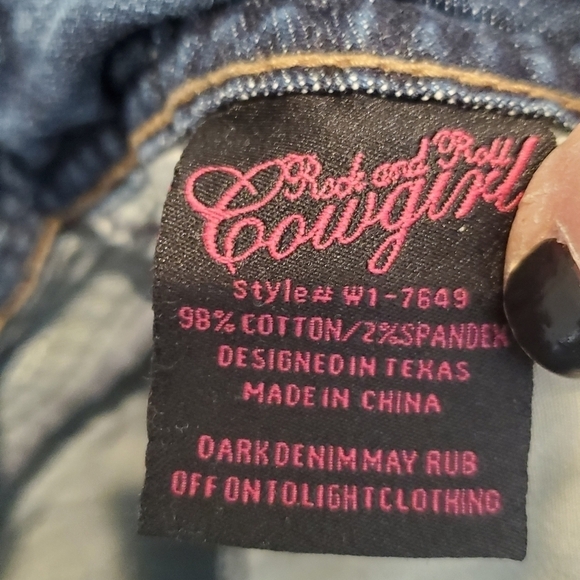 Rock and Roll
Cowgirl
Style# W1-7649
98% COTTON/2%SPANDEX
DESIGNED IN TEXAS
MADE IN CHINA
DARK DENIM MAY RUB
OFF ONTO LIGHT CLOTHING